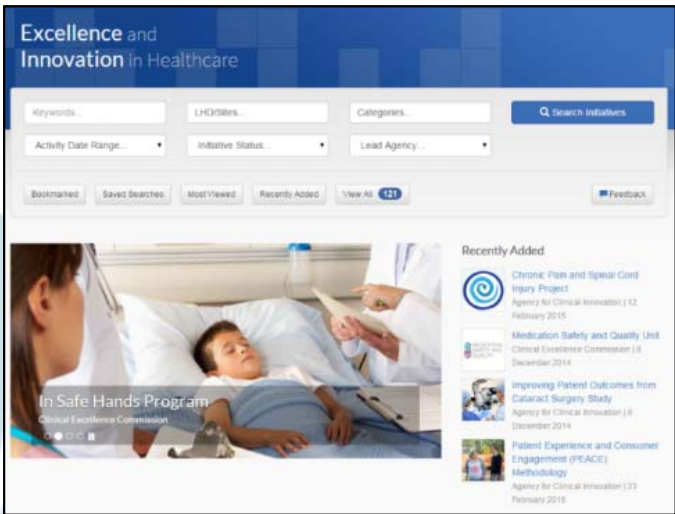 Excellence and
Innovation in Healthcare
Keywords...
LHD/Sites...
Categories...
Search Initiatives
Activity Date Range...
Initiative Status...
Lead Agency...
Bookmarked
Saved Searches
Most Viewed
Recently Added
View All 121
Feedback
In Safe Hands Program
Clinical Excellence Commission
Recently Added
Chronic Pain and Spinal Cord
Injury Project
Agency for Clinical Innovation | 12
February 2015
Medication Safety and Quality Unit
Clinical Excellence Commission | 8
December 2014
Improving Patient Outcomes from
Cataract Surgery Study
Agency for Clinical Innovation | 8
December 2014
Patient Experience and Consumer
Engagement (PEACE)
Methodology
Agency for Clinical Innovation | 23
February 2015